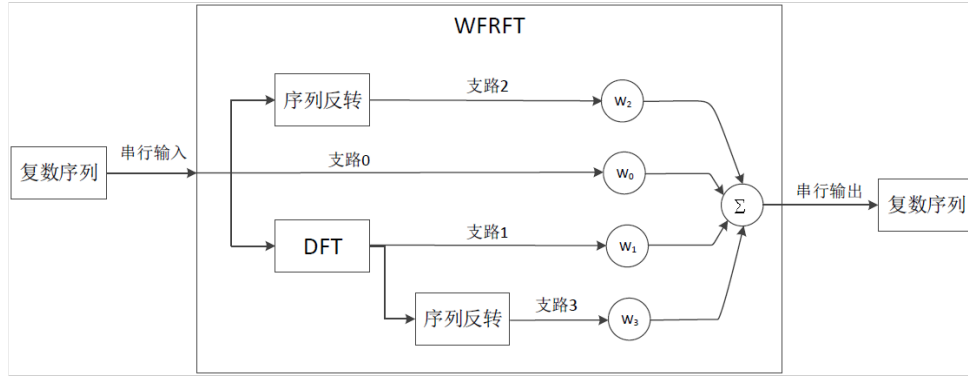 WFRFT
序列反转
支路2
W₂
复数序列
串行输入
支路0
W₀
Σ
串行输出
复数序列
DFT
支路1
W₁
序列反转
支路3
W₃